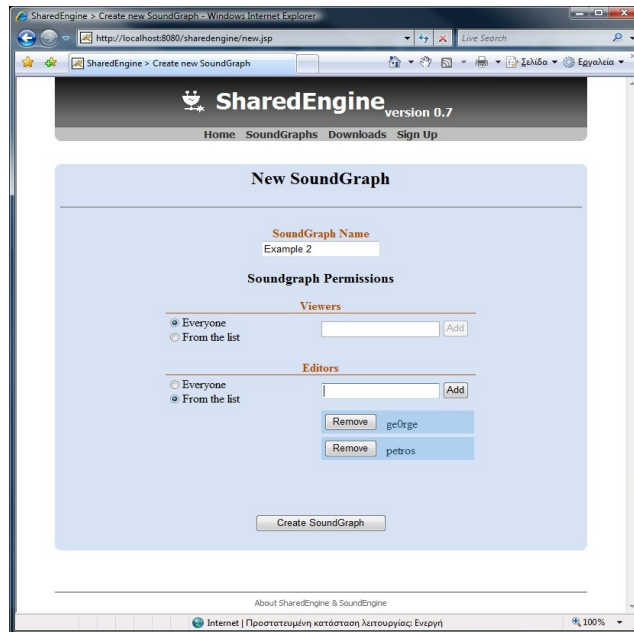 SharedEngine > Create new SoundGraph - Windows Internet Explorer
http://localhost:8080/sharedengine/new.jsp
Live Search
SharedEngine > Create new SoundGraph
Σελίδα
Εργαλεία
SharedEngine version 0.7
Home SoundGraphs Downloads Sign Up
New SoundGraph
SoundGraph Name
Example 2
Soundgraph Permissions
Viewers
Everyone
Add
From the list
Editors
Everyone
Add
From the list
Remove ge0rge
Remove petros
Create SoundGraph
About SharedEngine & SoundEngine
Internet | Προστατευμένη κατάσταση λειτουργίας: Ενεργή
100%